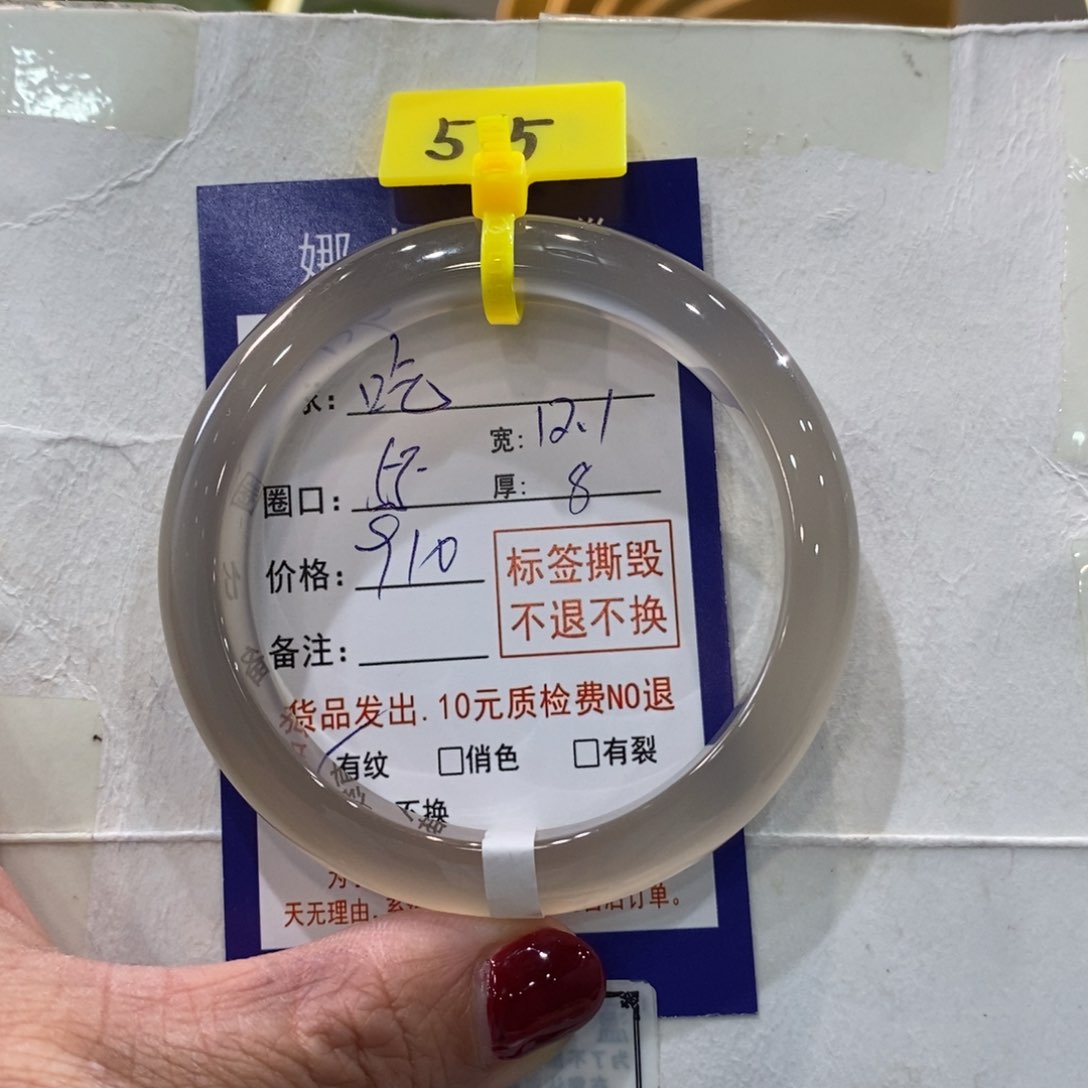 55
娜
吃
宽: 12.1
圈口:
厚: 8
价格: 910
标签撕毁
不退不换
备注:
货品发出.10元质检费NO退
有纹 □俏色 □有裂
不换
天无理由.
订单。